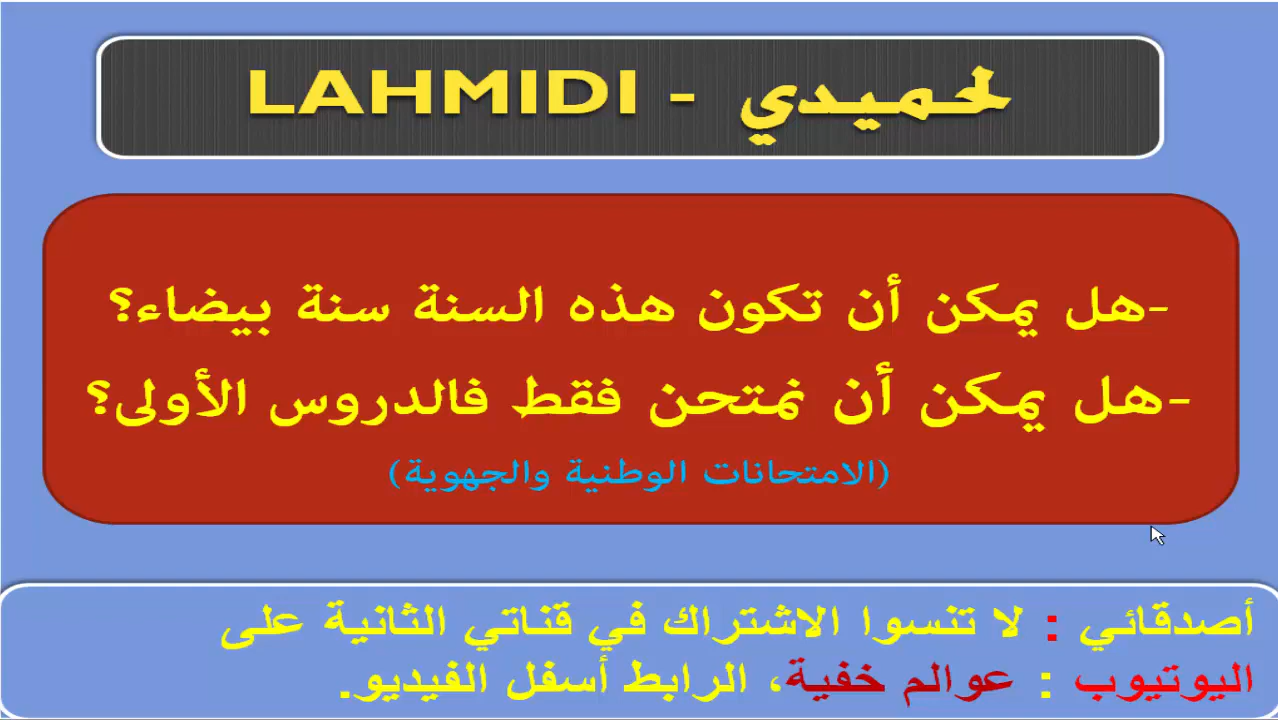 لحميدي - LAHMIDI
-هل يمكن أن تكون هذه السنة سنة بيضاء؟
-هل يمكن أن نمتحن فقط فالدروس الأولى؟
(الامتحانات الوطنية والجهوية)
أصدقائي : لا تنسوا الاشتراك في قناتي الثانية على
اليوتيوب : عوالم خفية، الرابط أسفل الفيديو.